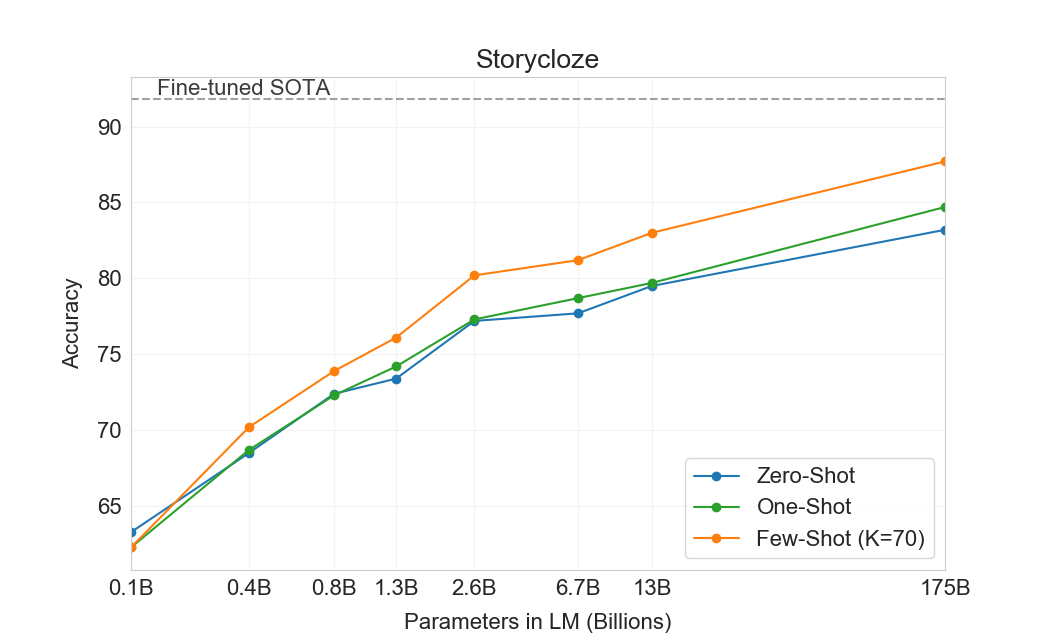 Storycloze
Fine-tuned SOTA
90
85
80
75
70
65
Accuracy
Zero-Shot
One-Shot
Few-Shot (K=70)
0.1B 0.4B 0.8B 1.3B 2.6B 6.7B 13B 175B
Parameters in LM (Billions)